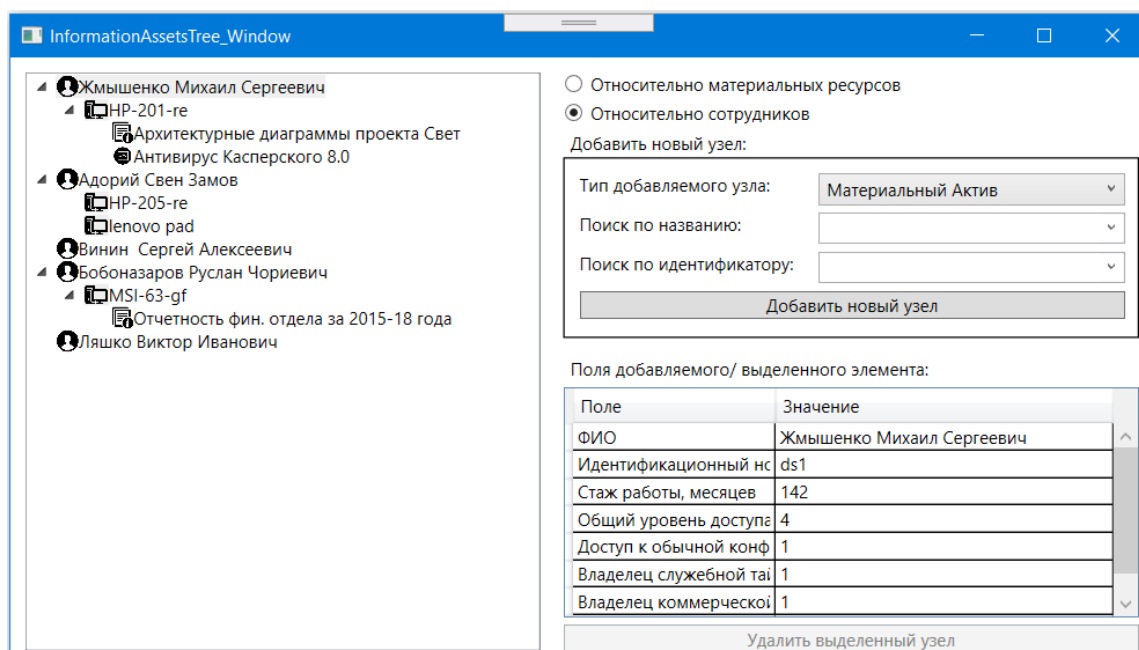 InformationAssetsTree_Window
Жмышенко Михаил Сергеевич
HP-201-re
Архитектурные диаграммы проекта Свет
Антивирус Касперского 8.0
Адорий Свен Замов
HP-205-re
lenovo pad
Винин  Сергей Алексеевич
Бобоназаров Руслан Чориевич
MSI-63-gf
Отчетность фин. отдела за 2015-18 года
Ляшко Виктор Иванович
Относительно материальных ресурсов
Относительно сотрудников
Добавить новый узел:
Тип добавляемого узла: Материальный Актив
Поиск по названию:
Поиск по идентификатору:
Добавить новый узел
Поля добавляемого/ выделенного элемента:
Поле Значение
ФИО Жмышенко Михаил Сергеевич
Идентификационный но ds1
Стаж работы, месяцев 142
Общий уровень доступа 4
Доступ к обычной конф 1
Владелец служебной тай 1
Владелец коммерческой 1
Удалить выделенный узел